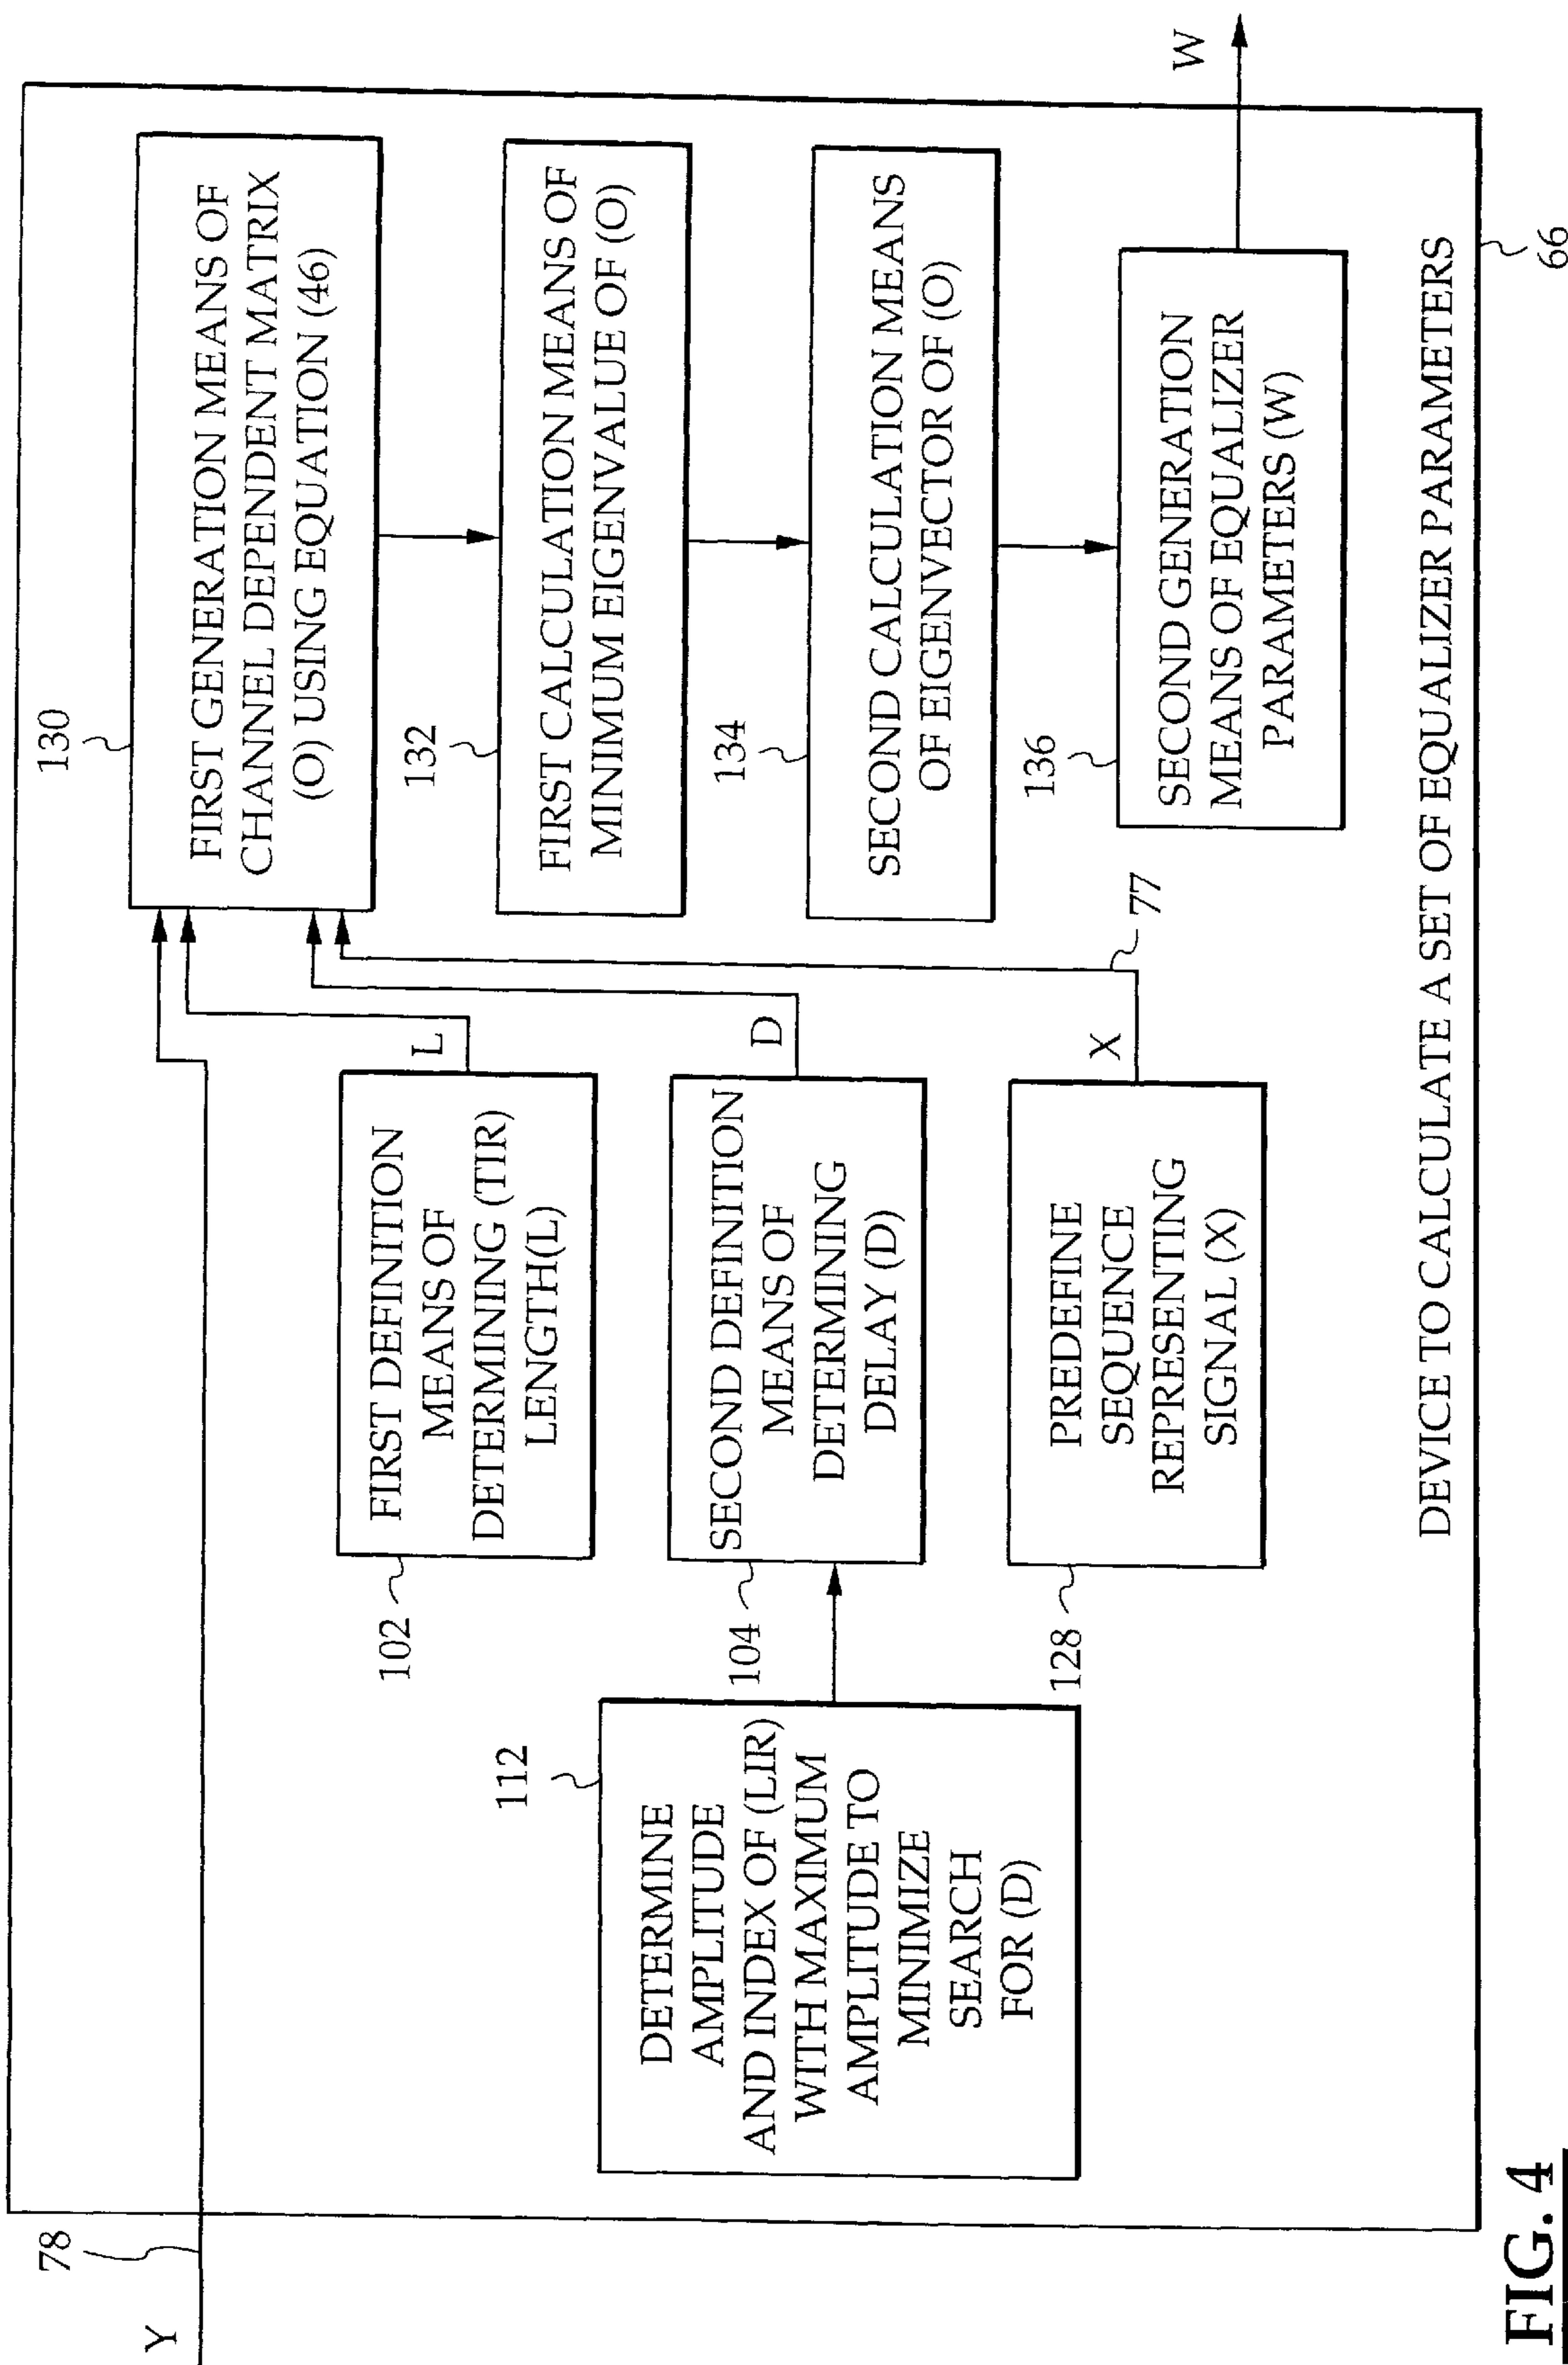 Y
78
130
FIRST GENERATION MEANS OF
CHANNEL DEPENDENT MATRIX
(O) USING EQUATION (46)
L
102
FIRST DEFINITION
MEANS OF
DETERMINING (TIR)
LENGTH(L)
132
FIRST CALCULATION MEANS OF
MINIMUM EIGENVALUE OF (O)
112
DETERMINE
AMPLITUDE
AND INDEX OF (LIR)
WITH MAXIMUM
AMPLITUDE TO
MINIMIZE
SEARCH
FOR (D)
104
SECOND DEFINITION
MEANS OF
DETERMINING
DELAY (D)
D
134
SECOND CALCULATION MEANS
OF EIGENVECTOR OF (O)
128
PREDEFINE
SEQUENCE
REPRESENTING
SIGNAL (X)
X
77
136
SECOND GENERATION
MEANS OF EQUALIZER
PARAMETERS (W)
W
DEVICE TO CALCULATE A SET OF EQUALIZER PARAMETERS
66
FIG. 4